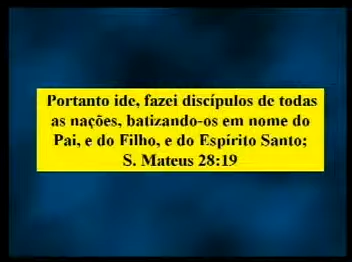 Portanto ide, fazei discípulos de todas
as nações, batizando-os em nome do
Pai, e do Filho, e do Espírito Santo;
S. Mateus 28:19